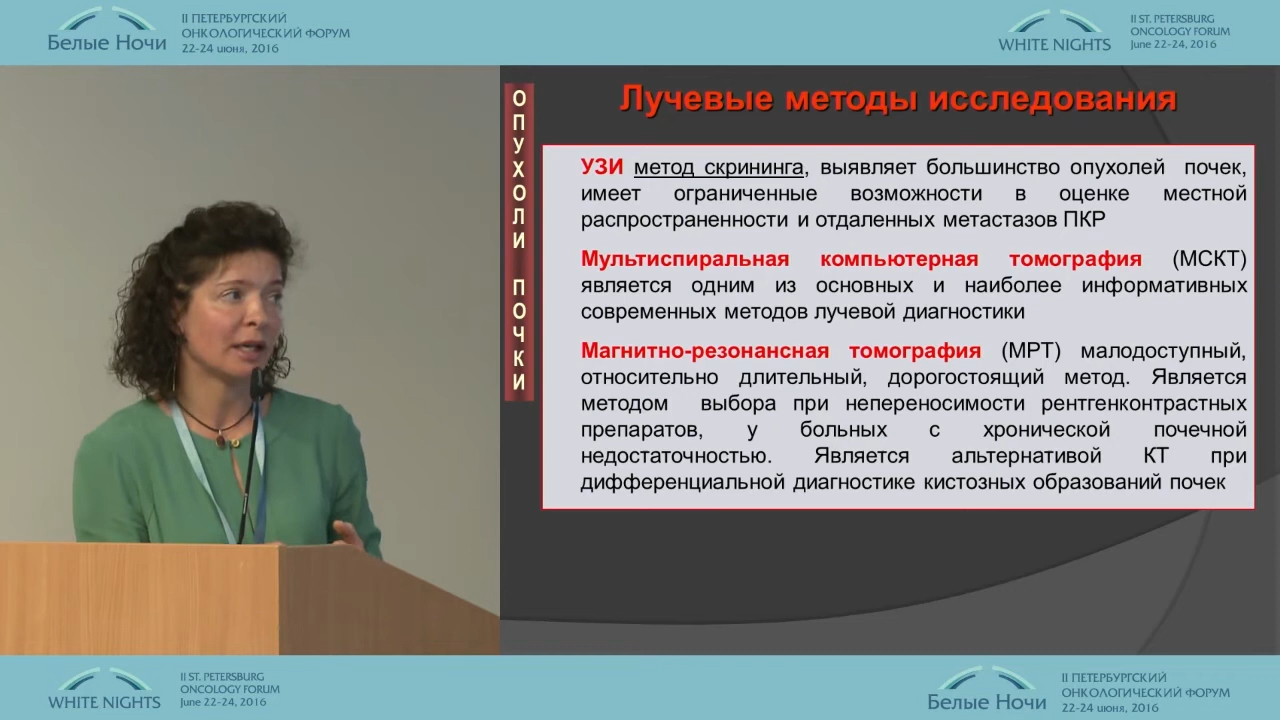 Белые Ночи
II ПЕТЕРБУРГСКИЙ
ОНКОЛОГИЧЕСКИЙ ФОРУМ
22-24 июня, 2016
WHITE NIGHTS
II ST. PETERSBURG
ONCOLOGY FORUM
June 22-24, 2016
ОПУХОЛИ ПОЧКИ
Лучевые методы исследования
УЗИ метод скрининга, выявляет большинство опухолей почек,
имеет ограниченные возможности в оценке местной
распространенности и отдаленных метастазов ПКР
Мультиспиральная компьютерная томография (МСКТ)
является одним из основных и наиболее информативных
современных методов лучевой диагностики
Магнитно-резонансная томография (МРТ) малодоступный,
относительно длительный, дорогостоящий метод. Является
методом выбора при непереносимости рентгенконтрастных
препаратов, у больных с хронической почечной
недостаточностью. Является альтернативой КТ при
дифференциальной диагностике кистозных образований почек
WHITE NIGHTS
II ST. PETERSBURG
ONCOLOGY FORUM
June 22-24, 2016
Белые Ночи
II ПЕТЕРБУРГСКИЙ
ОНКОЛОГИЧЕСКИЙ ФОРУМ
22-24 июня, 2016